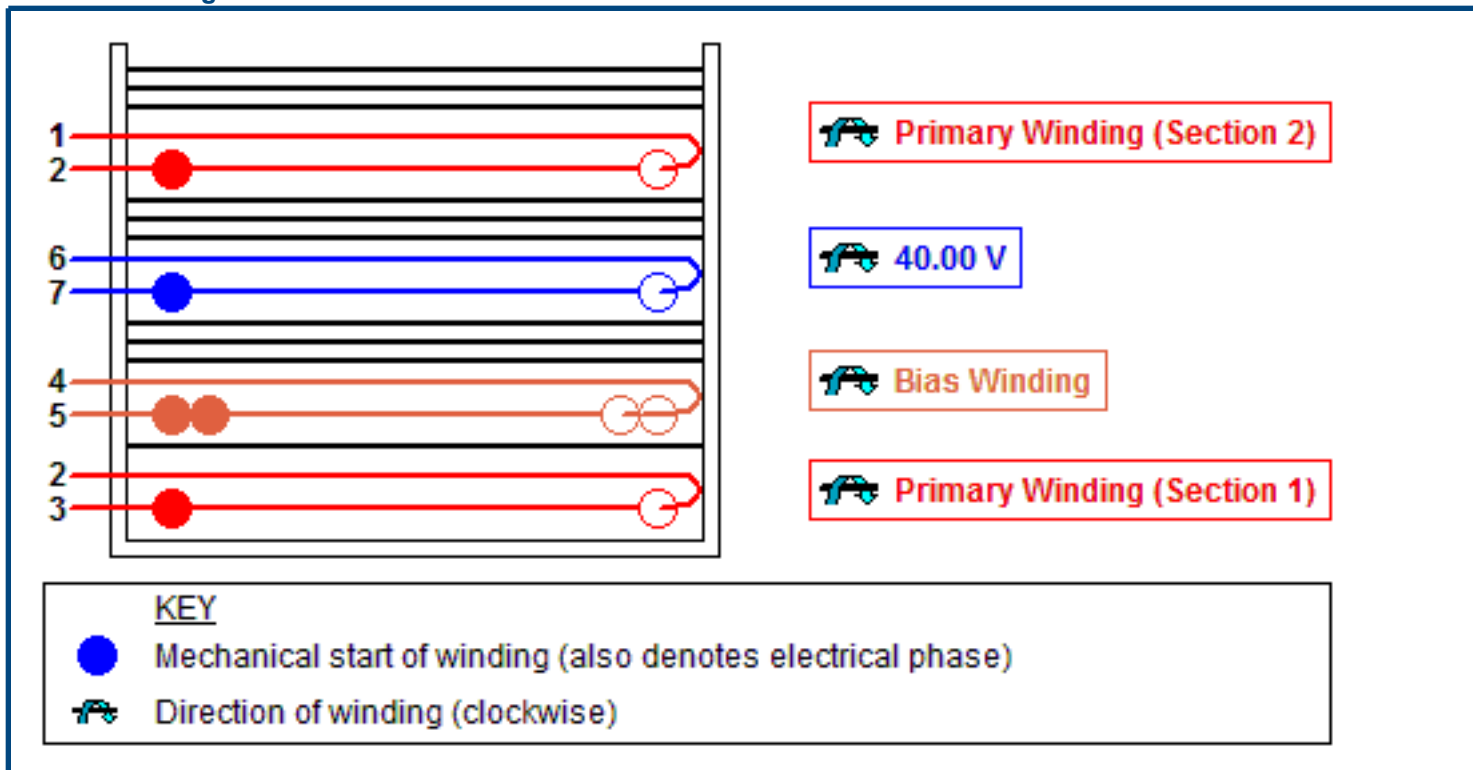 1
2
Primary Winding (Section 2)
6
7
40.00 V
4
5
Bias Winding
2
3
Primary Winding (Section 1)
KEY
Mechanical start of winding (also denotes electrical phase)
Direction of winding (clockwise)